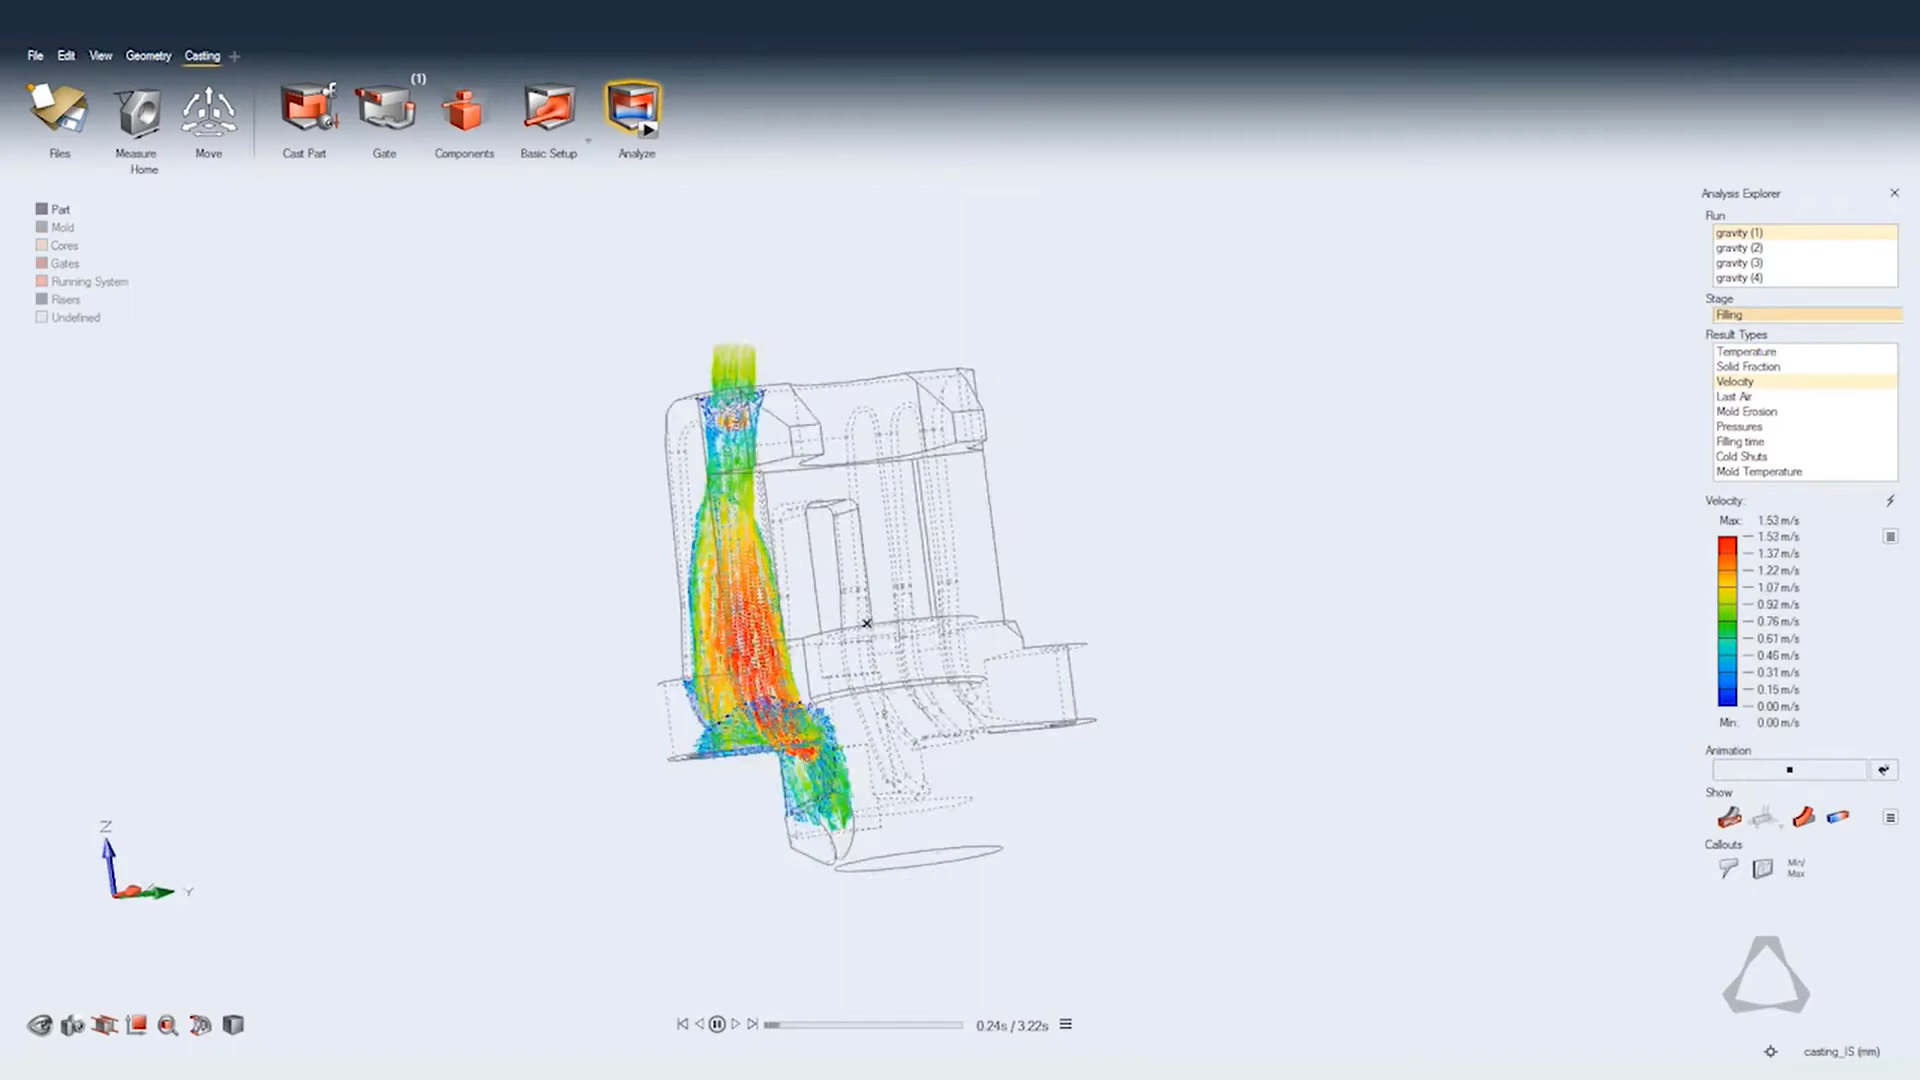 File Edit View Geometry Casting
(1)
Files Measure Move Cast Part Gate Components Basic Setup Analyze
Home
Part
Mold
Cores
Gates
Running System
Risers
Undefined
Analysis Explorer
Run
gravity (1)
gravity (2)
gravity (3)
gravity (4)
Stage
Filling
Result Types
Temperature
Solid Fraction
Velocity
Last Air
Mold Erosion
Pressures
Filling time
Cold Shuts
Mold Temperature
Velocity:
Max: 1.53 m/s
1.53 m/s
1.37 m/s
1.22 m/s
1.07 m/s
0.92 m/s
0.76 m/s
0.61 m/s
0.46 m/s
0.31 m/s
0.15 m/s
0.00 m/s
Min: 0.00 m/s
Animation
Show
Callouts
Min/
Max
Z
Y
0.24s / 3.22s
casting_IS (mm)